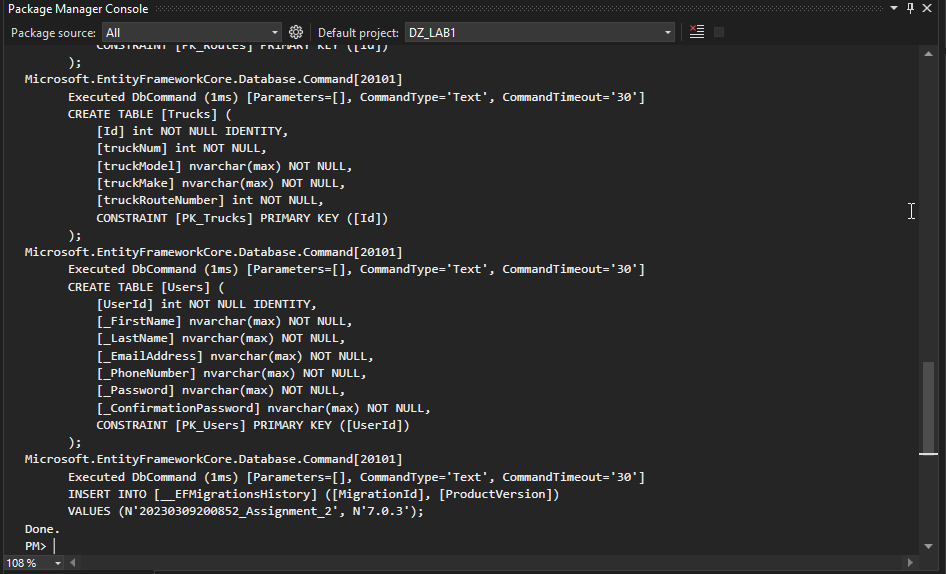 Package Manager Console
Package source: All Default project: DZ_LAB1
CONSTRAINT [PK_Routes] PRIMARY KEY ([Id])
);
Microsoft.EntityFrameworkCore.Database.Command[20101]
Executed DbCommand (1ms) [Parameters=[], CommandType='Text', CommandTimeout='30']
CREATE TABLE [Trucks] (
[Id] int NOT NULL IDENTITY,
[truckNum] int NOT NULL,
[truckModel] nvarchar(max) NOT NULL,
[truckMake] nvarchar(max) NOT NULL,
[truckRouteNumber] int NOT NULL,
CONSTRAINT [PK_Trucks] PRIMARY KEY ([Id])
);
Microsoft.EntityFrameworkCore.Database.Command[20101]
Executed DbCommand (1ms) [Parameters=[], CommandType='Text', CommandTimeout='30']
CREATE TABLE [Users] (
[UserId] int NOT NULL IDENTITY,
[_FirstName] nvarchar(max) NOT NULL,
[_LastName] nvarchar(max) NOT NULL,
[_EmailAddress] nvarchar(max) NOT NULL,
[_PhoneNumber] nvarchar(max) NOT NULL,
[_Password] nvarchar(max) NOT NULL,
[_ConfirmationPassword] nvarchar(max) NOT NULL,
CONSTRAINT [PK_Users] PRIMARY KEY ([UserId])
);
Microsoft.EntityFrameworkCore.Database.Command[20101]
Executed DbCommand (1ms) [Parameters=[], CommandType='Text', CommandTimeout='30']
INSERT INTO [__EFMigrationsHistory] ([MigrationId], [ProductVersion])
VALUES (N'20230309200852_Assignment_2', N'7.0.3');
Done.
PM>
108 %